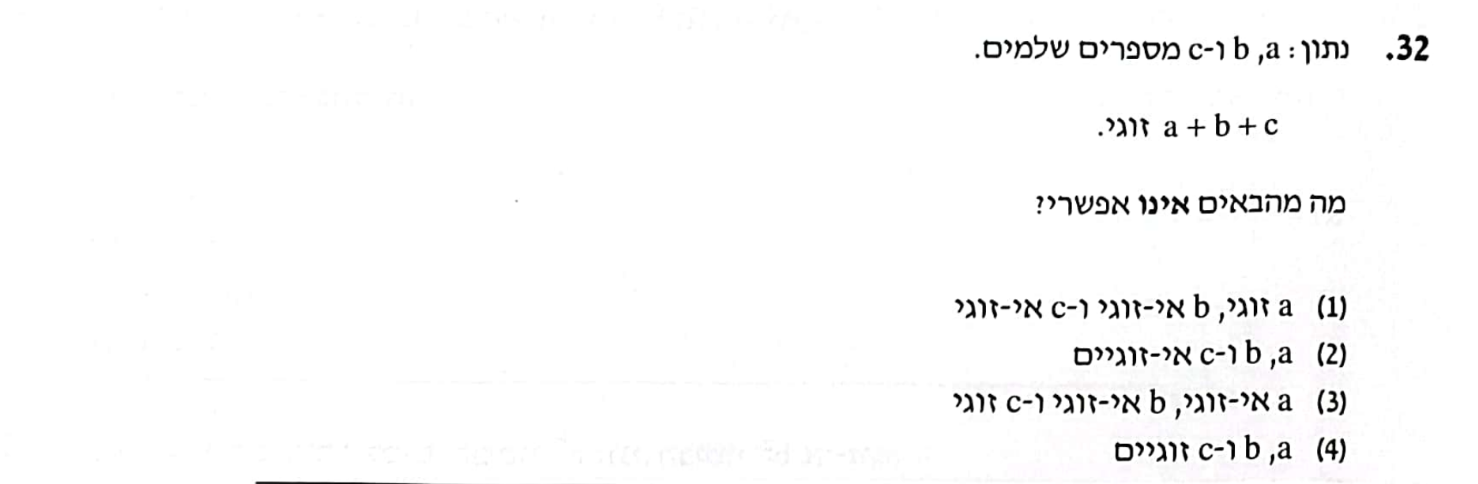 32. נתון: a, b ו-c מספרים שלמים.
a + b + c זוגי.
מה מהבאים אינו אפשרי?
(1) a זוגי, b אי-זוגי ו-c אי-זוגי
(2) a, b ו-c אי-זוגיים
(3) a אי-זוגי, b אי-זוגי ו-c זוגי
(4) a, b ו-c זוגיים